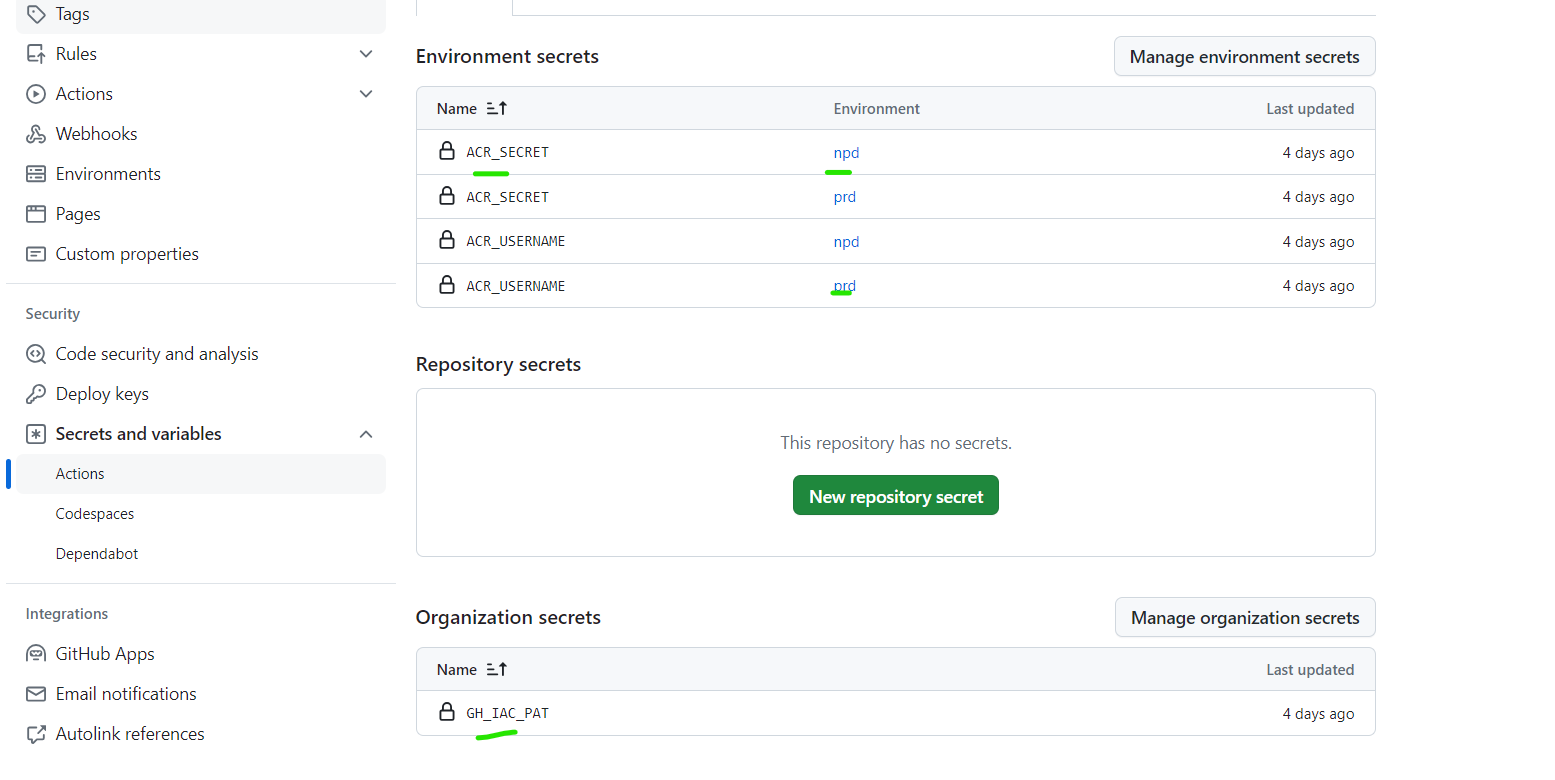 Tags
Rules
Actions
Webhooks
Environments
Pages
Custom properties
Security
Code security and analysis
Deploy keys
Secrets and variables
Actions
Codespaces
Dependabot
Integrations
GitHub Apps
Email notifications
Autolink references
Environment secrets Manage environment secrets
Name Environment Last updated
ACR_SECRET npd 4 days ago
ACR_SECRET prd 4 days ago
ACR_USERNAME npd 4 days ago
ACR_USERNAME prd 4 days ago
Repository secrets
This repository has no secrets.
New repository secret
Organization secrets Manage organization secrets
Name Last updated
GH_IAC_PAT 4 days ago